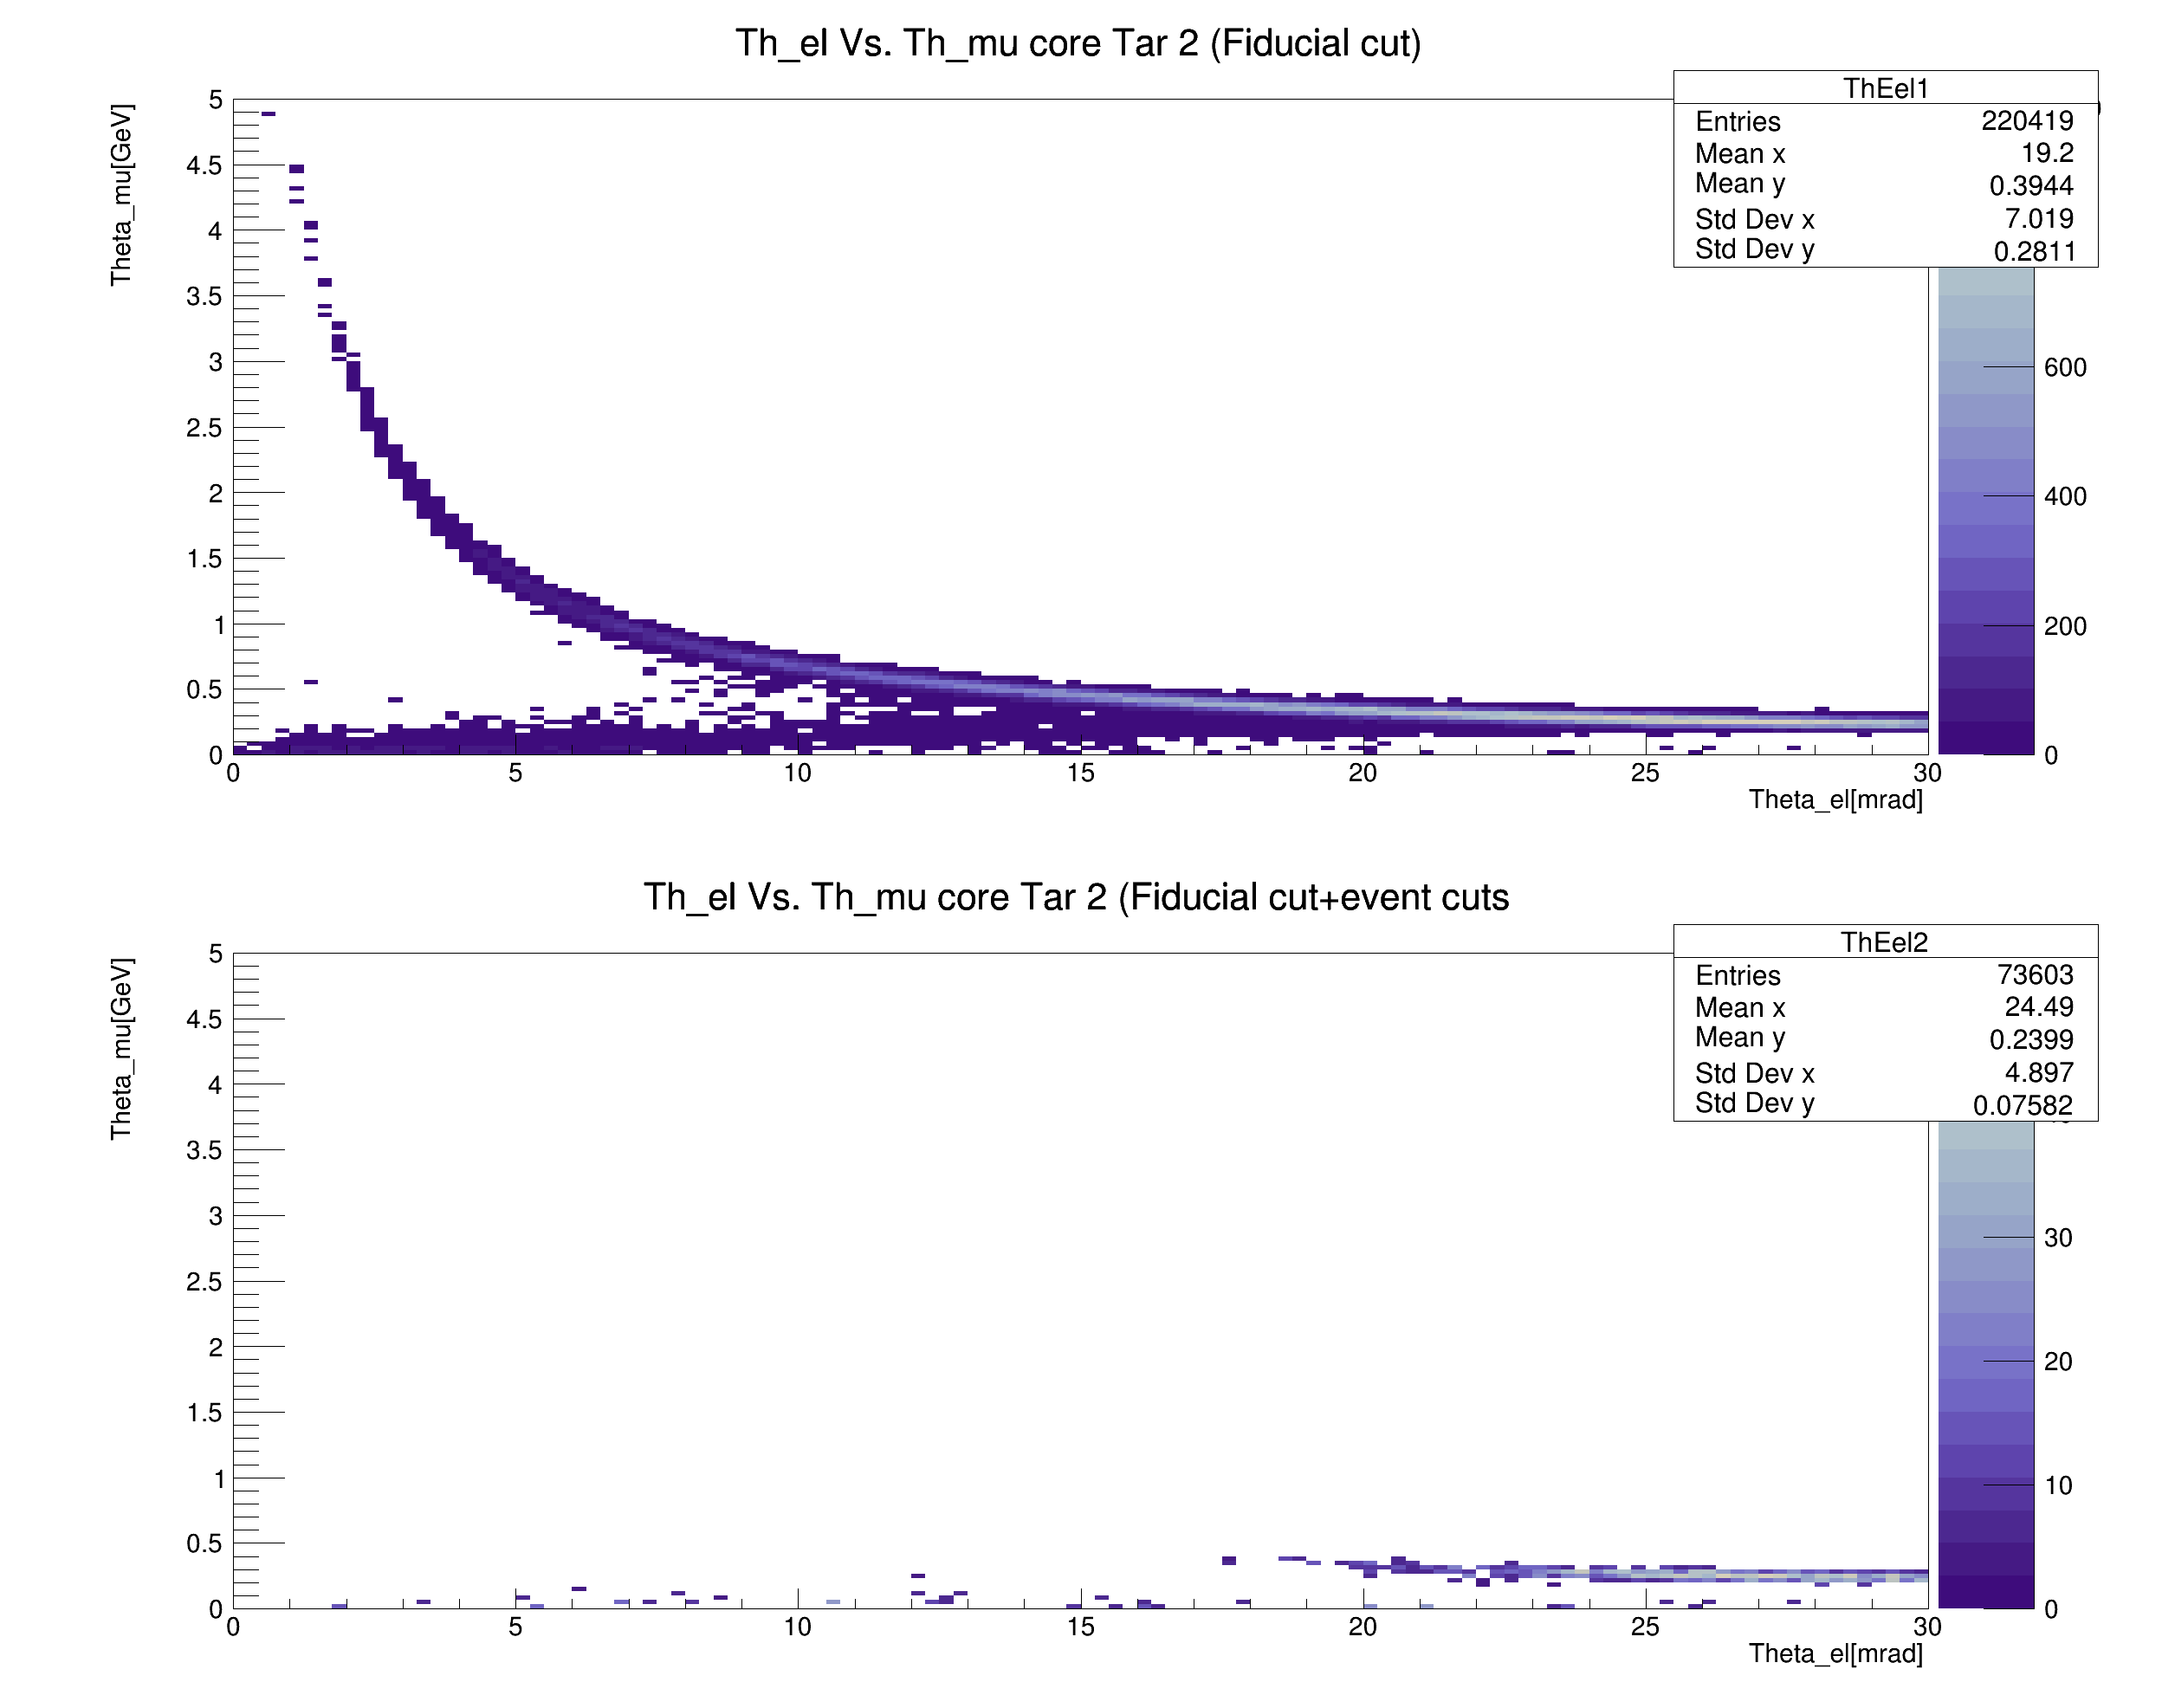 Th_el Vs. Th_mu core Tar 2 (Fiducial cut)
ThEel1
Entries 220419
Mean x 19.2
Mean y 0.3944
Std Dev x 7.019
Std Dev y 0.2811
Theta_mu[GeV]
5
4.5
4
3.5
3
2.5
2
1.5
1
0.5
0
0 5 10 15 20 25 30
Theta_el[mrad]
600
400
200
0
Th_el Vs. Th_mu core Tar 2 (Fiducial cut+event cuts
ThEel2
Entries 73603
Mean x 24.49
Mean y 0.2399
Std Dev x 4.897
Std Dev y 0.07582
Theta_mu[GeV]
5
4.5
4
3.5
3
2.5
2
1.5
1
0.5
0
0 5 10 15 20 25 30
Theta_el[mrad]
30
20
10
0